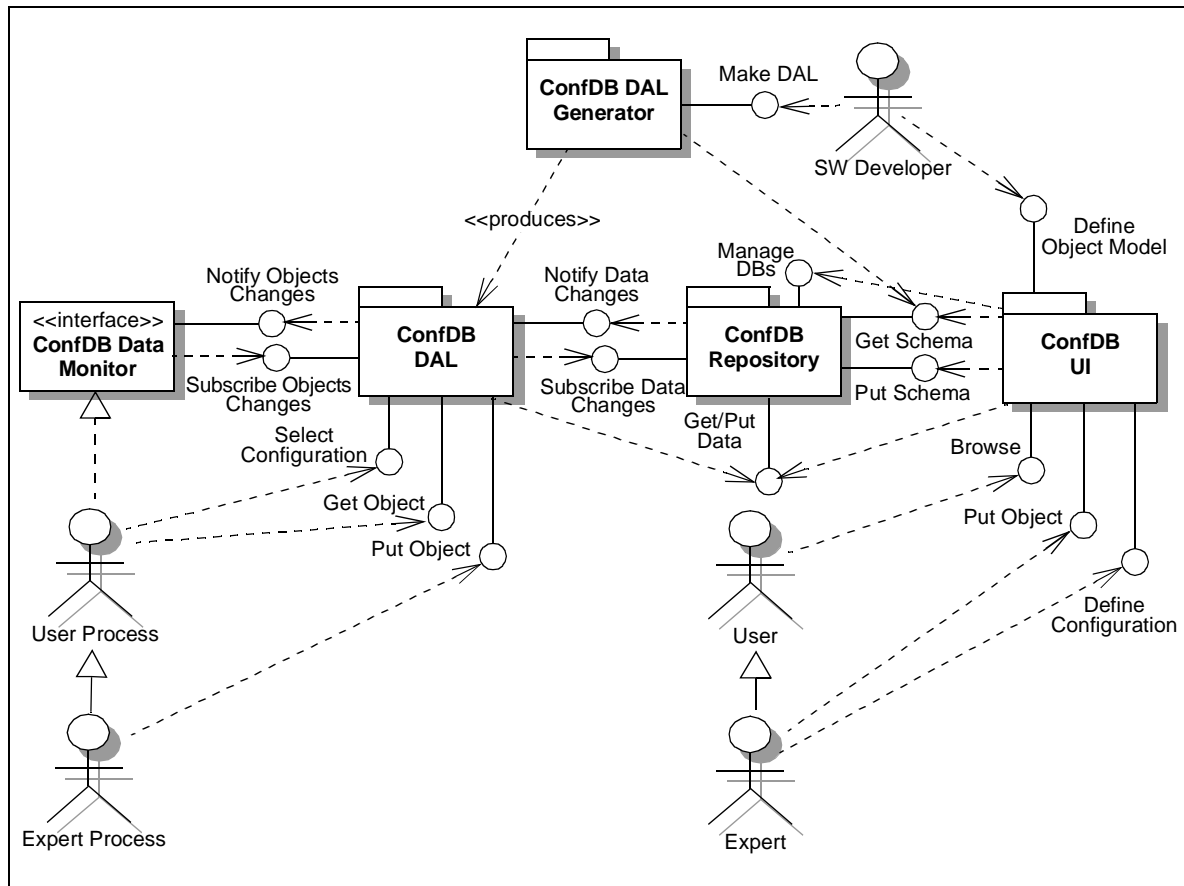 ConfDB DAL
Generator
Make DAL
SW Developer
<<produces>>
Define
Object Model
Manage
DBs
Notify Objects
Changes
Notify Data
Changes
<<interface>>
ConfDB Data
Monitor
ConfDB
DAL
ConfDB
Repository
Get Schema
ConfDB
UI
Subscribe Objects
Changes
Subscribe Data
Changes
Put Schema
Select
Configuration
Get/Put
Data
Browse
Get Object
Put Object
Put Object
Define
Configuration
User Process
User
Expert Process
Expert